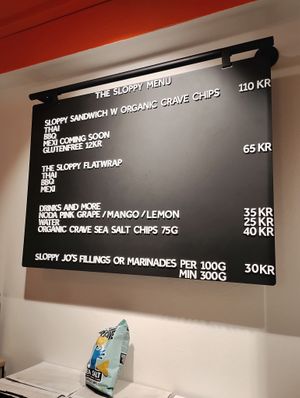 THE SLOPPY MENU
SLOPPY SANDWICH W ORGANIC CRAVE CHIPS 110 KR
THAI
BBQ
MEXI COMING SOON
GLUTENFREE 12KR
THE SLOPPY FLATWRAP 65 KR
THAI
BBQ
MEXI
DRINKS AND MORE
NODA PINK GRAPE/MANGO/LEMON 35KR
WATER 25 KR
ORGANIC CRAVE SEA SALT CHIPS 75G 40 KR
SLOPPY JO'S FILLINGS OR MARINADES PER 100G 30KR
MIN 300G